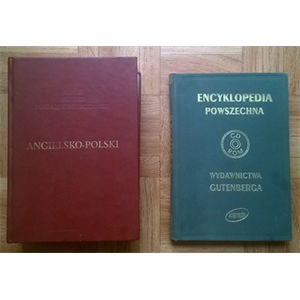 ANGIELSKO-POLSKI
ENCYKLOPEDIA
POWSZECHNA
CD
ROM
WYDAWNICTWA
GUTENBERGA